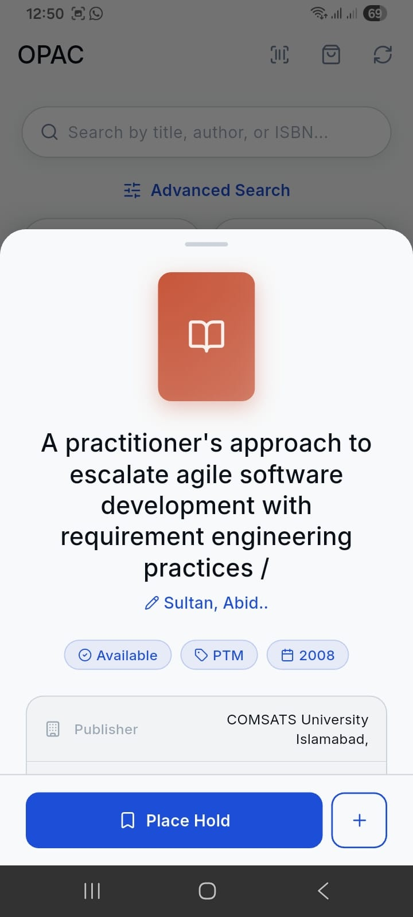 12:50
69
OPAC
Search by title, author, or ISBN...
Advanced Search
A practitioner's approach to
escalate agile software
development with
requirement engineering
practices /
Sultan, Abid..
Available
PTM
2008
Publisher
COMSATS University
Islamabad,
Place Hold